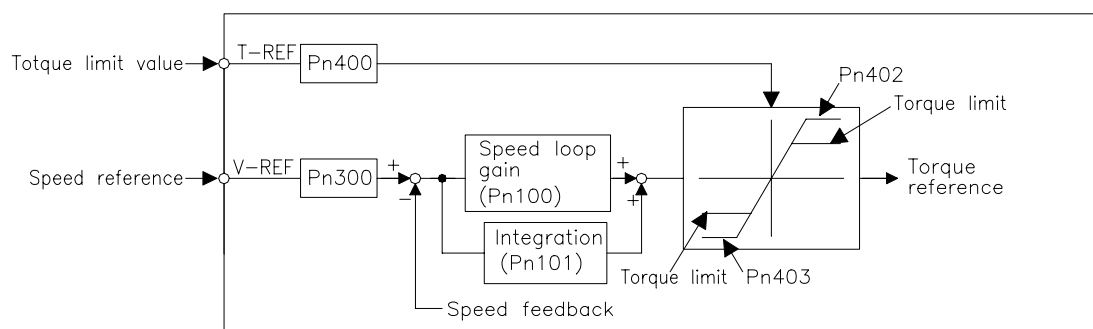 Totque limit value
T-REF
Pn400
Pn402
Torque limit
Speed reference
V-REF
Pn300
+
−
Speed loop
gain
(Pn100)
+
+
Torque
reference
Integration
(Pn101)
Torque limit
Pn403
Speed feedback